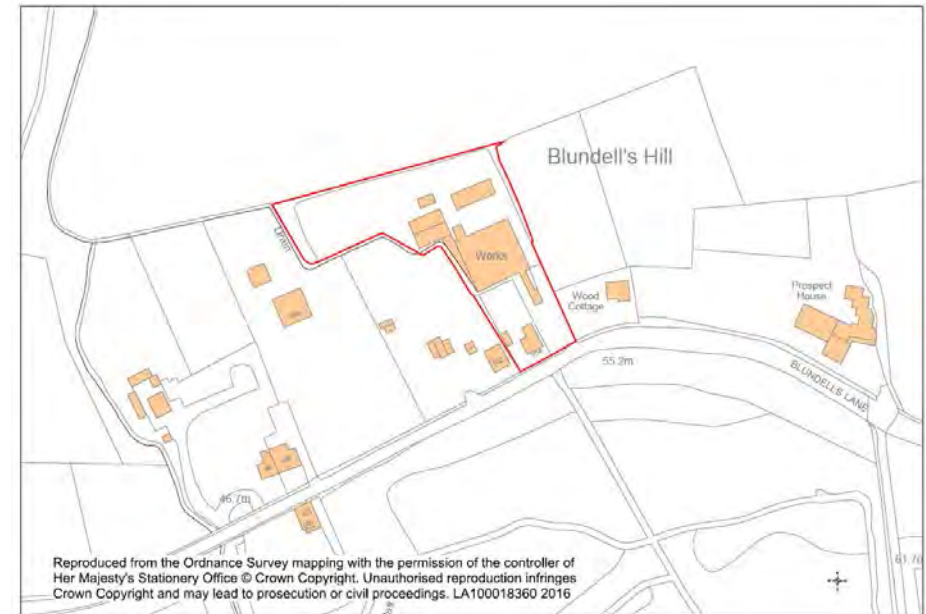 Blundell's Hill
Drain
Works
Wood
Cottage
Prospect
House
55.2m
BLUNDELLS LANE
46.7m
61.7m
Reproduced from the Ordnance Survey mapping with the permission of the controller of
Her Majesty's Stationery Office © Crown Copyright. Unauthorised reproduction infringes
Crown Copyright and may lead to prosecution or civil proceedings. LA100018360 2016